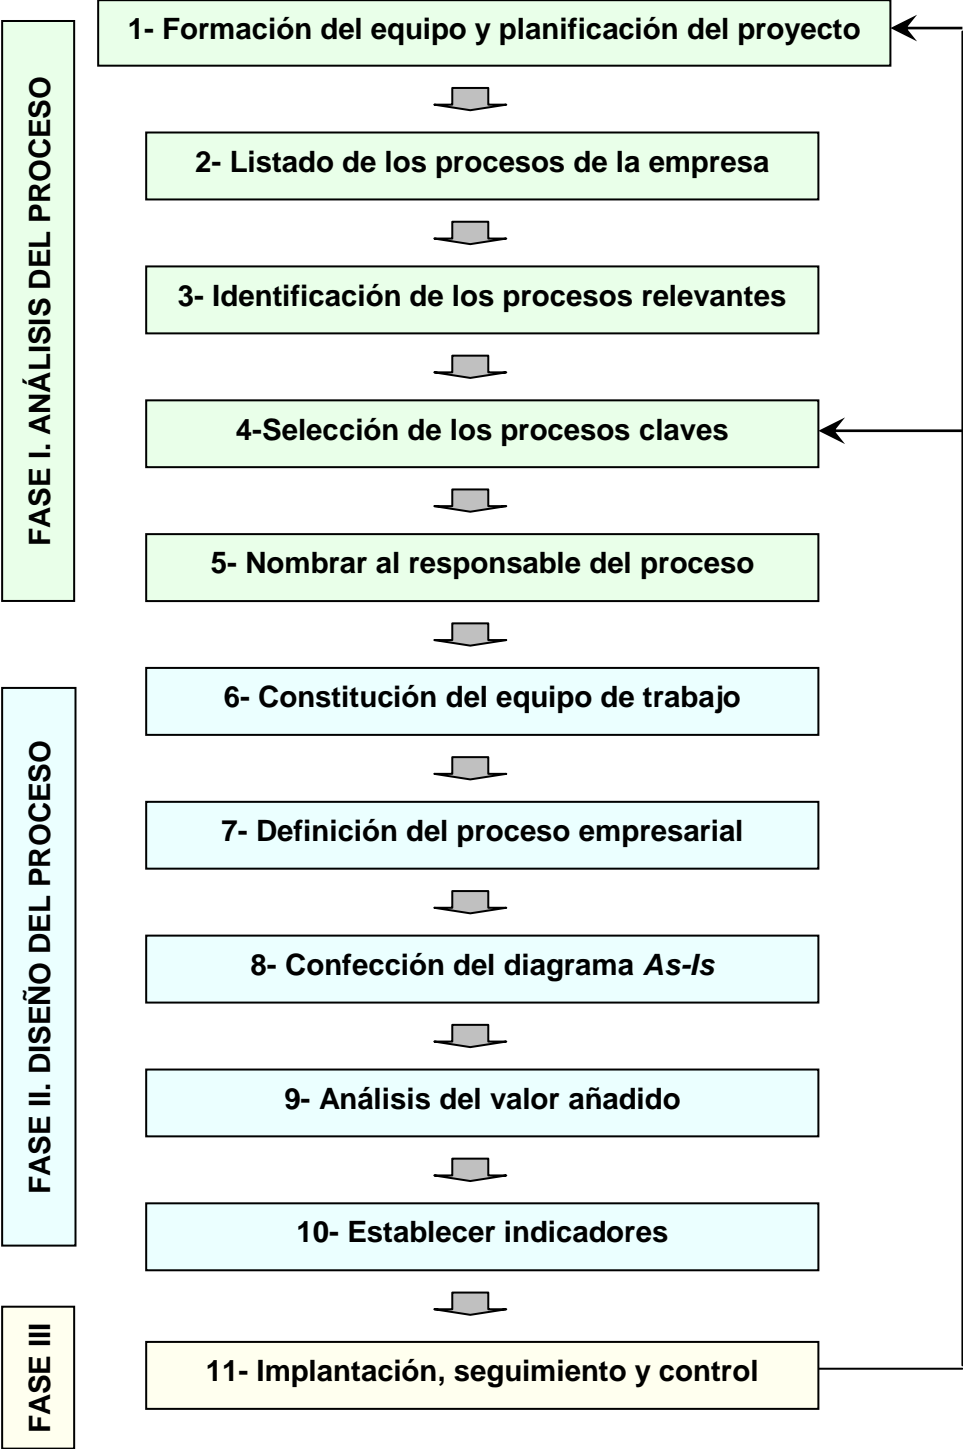 FASE I. ANÁLISIS DEL PROCESO
1- Formación del equipo y planificación del proyecto
2- Listado de los procesos de la empresa
3- Identificación de los procesos relevantes
4-Selección de los procesos claves
5- Nombrar al responsable del proceso
FASE II. DISEÑO DEL PROCESO
6- Constitución del equipo de trabajo
7- Definición del proceso empresarial
8- Confección del diagrama As-Is
9- Análisis del valor añadido
10- Establecer indicadores
FASE III
11- Implantación, seguimiento y control